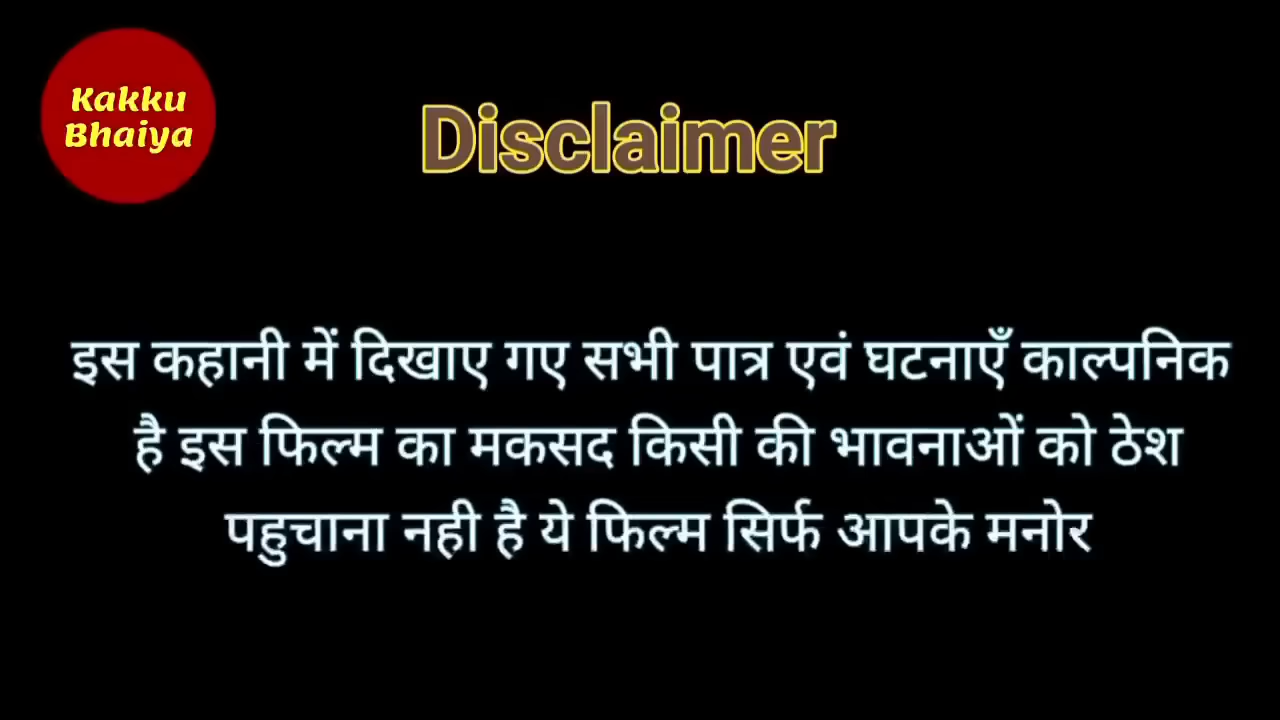 Kakku
Bhaiya
Disclaimer
इस कहानी में दिखाए गए सभी पात्र एवं घटनाएँ काल्पनिक
है इस फिल्म का मकसद किसी की भावनाओं को ठेश
पहुचाना नही है ये फिल्म सिर्फ आपके मनोर